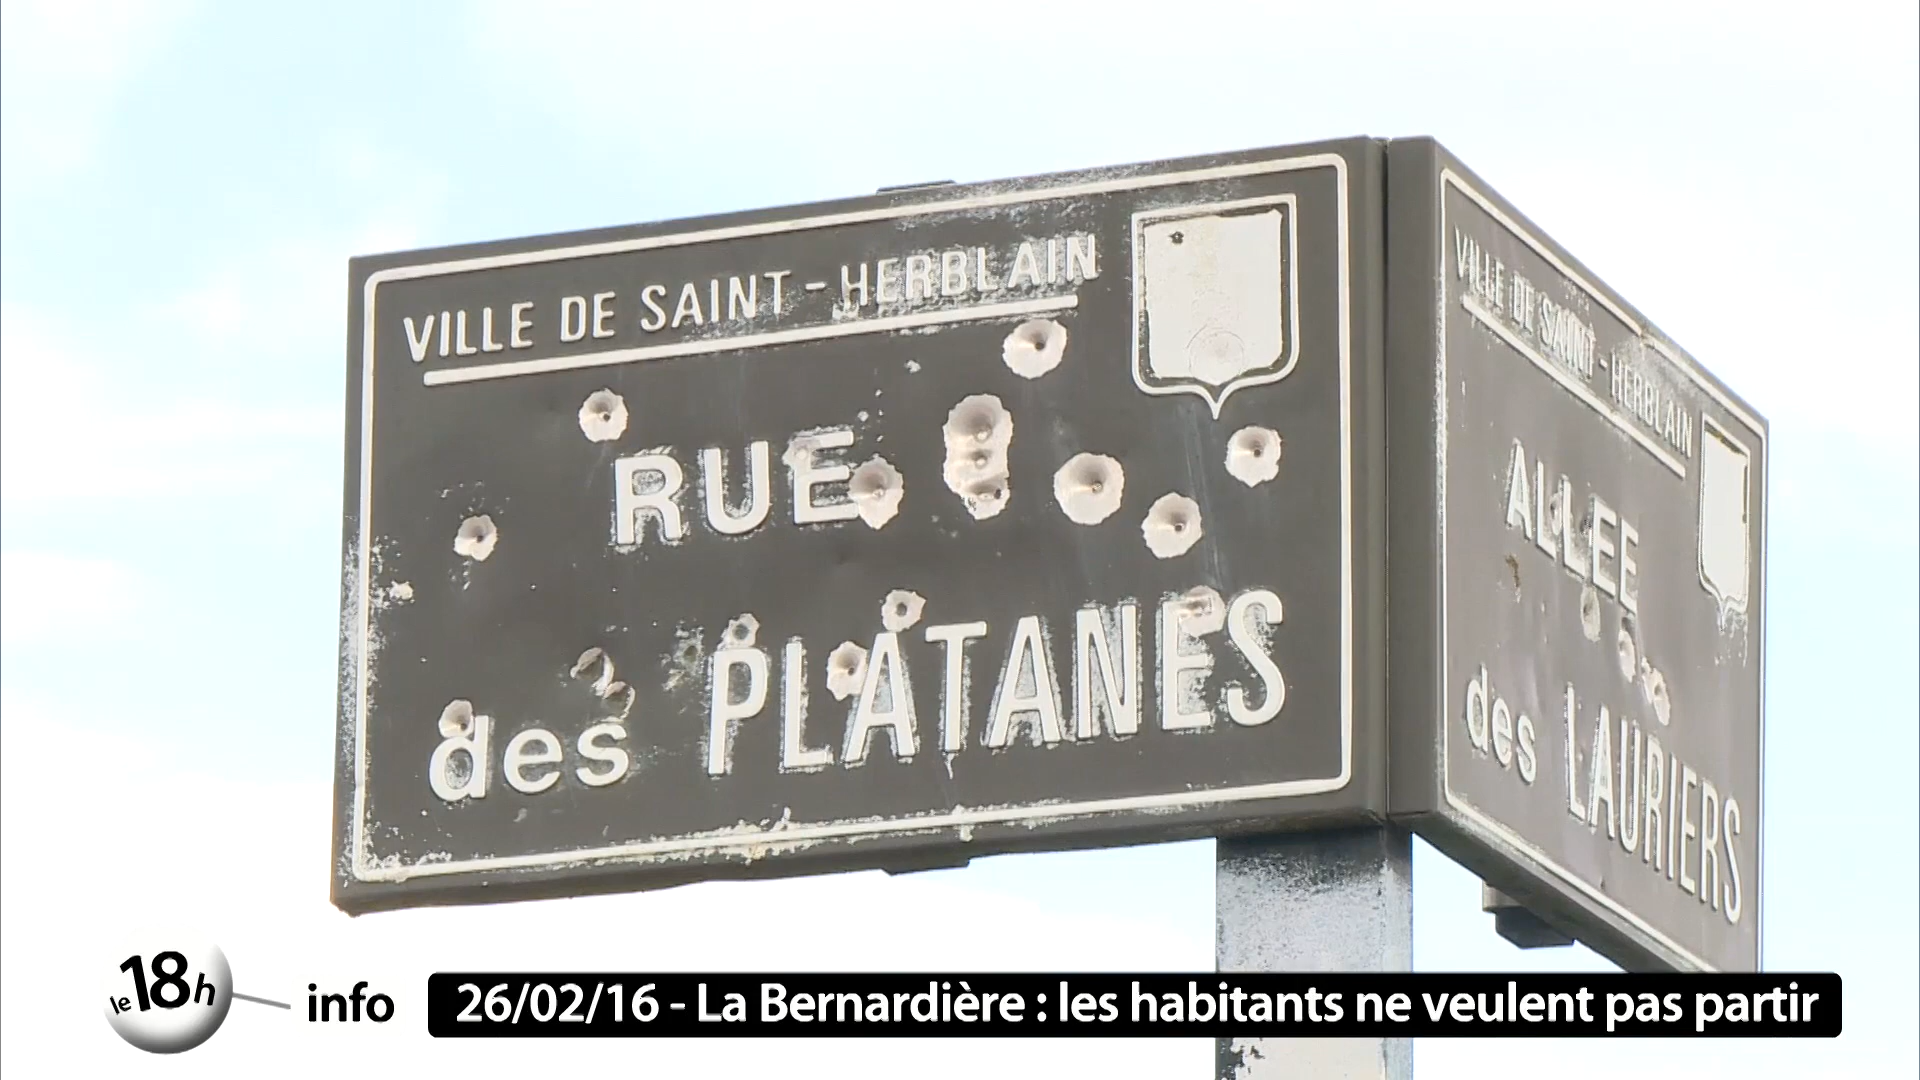 VILLE DE SAINT-HERBLAIN
RUE
des PLATANES
VILLE DE SAINT-HERBLAIN
ALLEE
des LAURIERS
le 18h
info
26/02/16 - La Bernardière : les habitants ne veulent pas partir